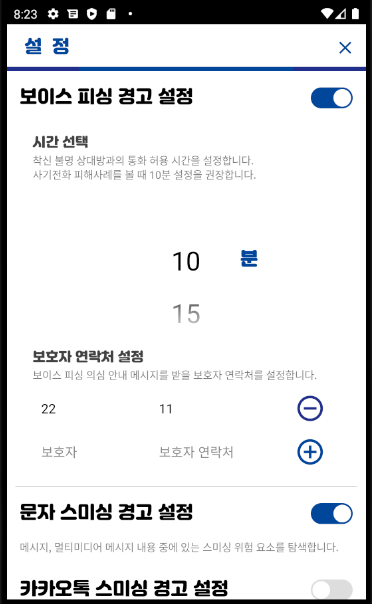 8:23
설 정
보이스 피싱 경고 설정
시간 선택
착신 불명 상대방과의 통화 허용 시간을 설정합니다.
사기전화 피해사례를 볼 때 10분 설정을 권장합니다.
10 분
15
보호자 연락처 설정
보이스 피싱 의심 안내 메시지를 받을 보호자 연락처를 설정합니다.
22 11
보호자 보호자 연락처
문자 스미싱 경고 설정
메시지, 멀티미디어 메시지 내용 중에 있는 스미싱 위험 요소를 탐색합니다.
카카오톡 스미싱 경고 설정